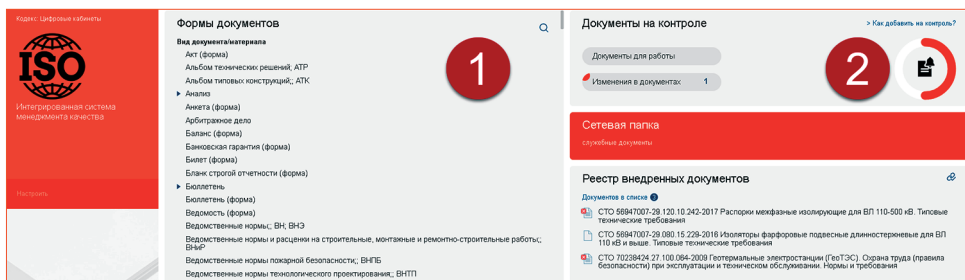 Кодекс: Цифровые кабинеты
ISO
Интегрированная система
менеджмента качества
Настроить
Формы документов
Вид документа/материала
Акт (форма)
Альбом технических решений; АТР
Альбом типовых конструкций;; АТК
Анализ
Анкета (форма)
Арбитражное дело
Баланс (форма)
Банковская гарантия (форма)
Билет (форма)
Бланк строгой отчетности (форма)
Бюллетень
Бюллетень (форма)
Ведомость (форма)
Ведомственные нормы;; ВН; ВНЭ
Ведомственные нормы и расценки на строительные, монтажные и ремонтно-строительные работы;;
ВНиР
Ведомственные нормы пожарной безопасности;; ВНПБ
Ведомственные нормы технологического проектирования;; ВНТП
1
Документы на контроле
> Как добавить на контроль?
Документы для работы
Изменения в документах 1
2
Сетевая папка
служебные документы
Реестр внедренных документов
Документов в списке 3
СТО 56947007-29.120.10.242-2017 Распорки межфазные изолирующие для ВЛ 110-500 кВ. Типовые
технические требования
СТО 56947007-29.080.15.229-2016 Изоляторы фарфоровые подвесные длинностержневые для ВЛ
110 кВ и выше. Типовые технические требования
СТО 70238424.27.100.064-2009 Геотермальные электростанции (ГеоТЭС). Охрана труда (правила
безопасности) при эксплуатации и техническом обслуживании. Нормы и требования